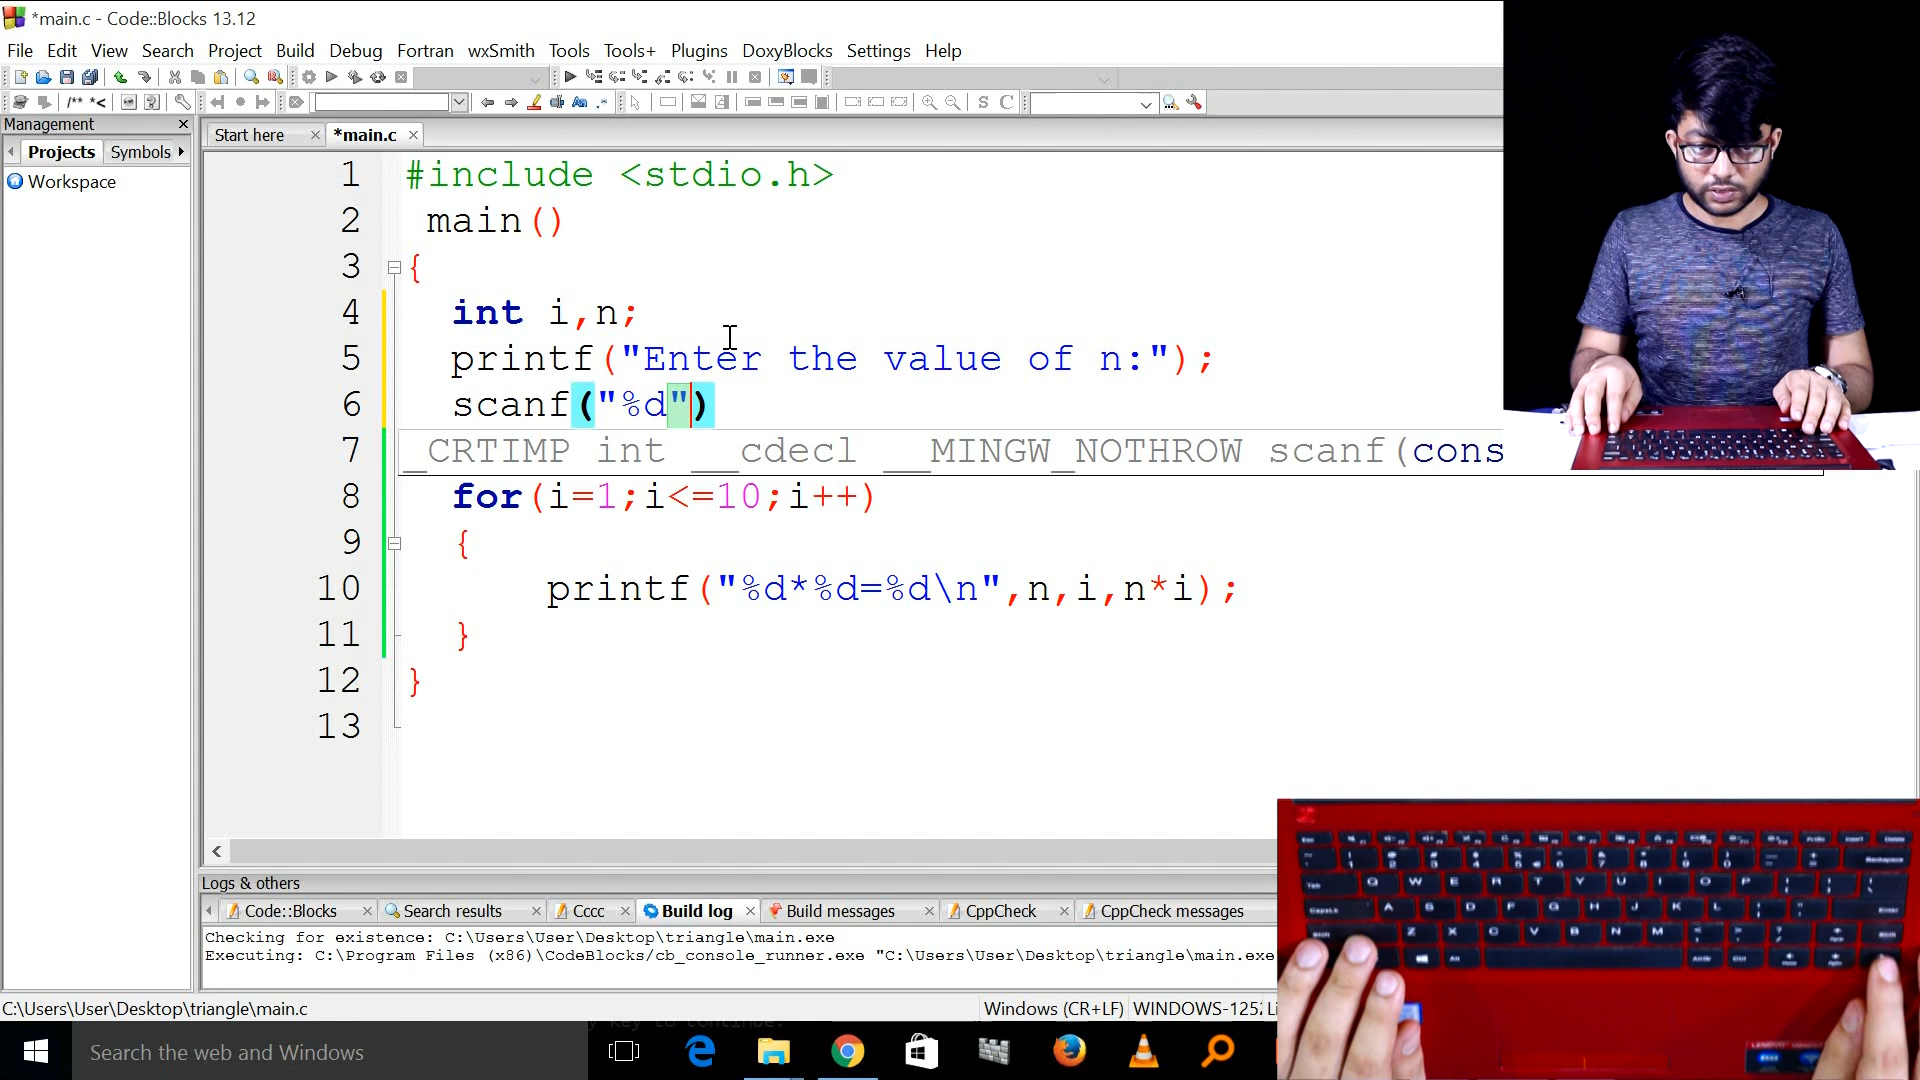 *main.c - Code::Blocks 13.12
File Edit View Search Project Build Debug Fortran wxSmith Tools Tools+ Plugins DoxyBlocks Settings Help
Management
Projects Symbols
Workspace
Start here *main.c
1 #include <stdio.h>
2 main()
3 {
4 int i,n;
5 printf("Enter the value of n:");
6 scanf("%d")
7 _CRTIMP int __cdecl __MINGW_NOTHROW scanf(cons
8 for(i=1;i<=10;i++)
9 {
10 printf("%d*%d=%d\n",n,i,n*i);
11 }
12 }
13
Logs & others
Code::Blocks Search results Cccc Build log Build messages CppCheck CppCheck messages
Checking for existence: C:\Users\User\Desktop\triangle\main.exe
Executing: C:\Program Files (x86)\CodeBlocks/cb_console_runner.exe "C:\Users\User\Desktop\triangle\main.exe
C:\Users\User\Desktop\triangle\main.c Windows (CR+LF) WINDOWS-1252
Search the web and Windows